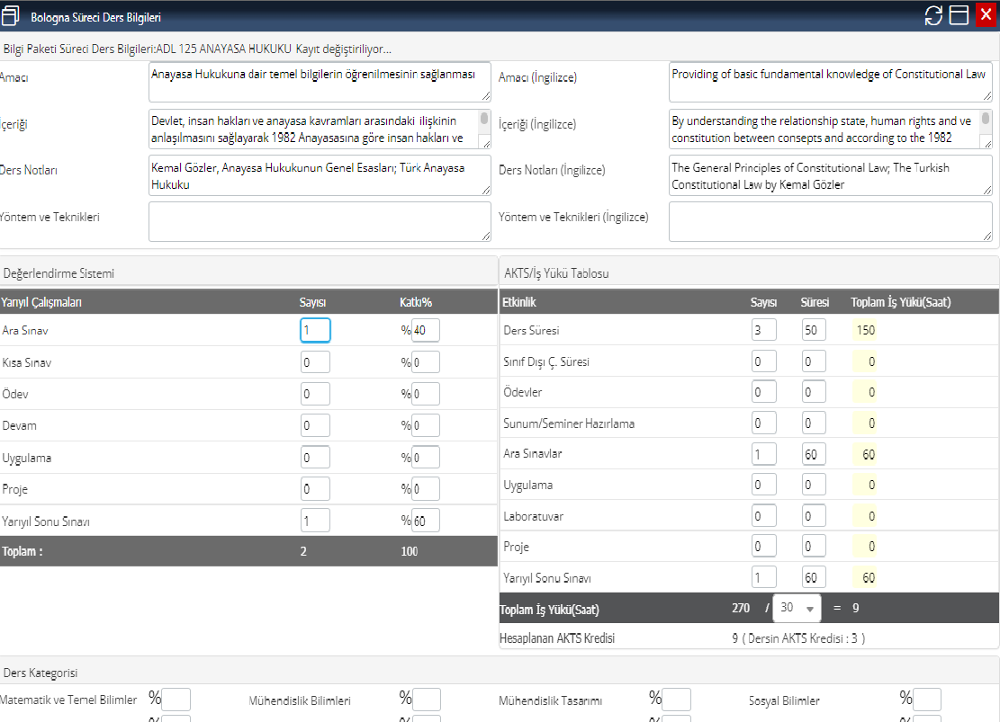 Bologna Süreci Ders Bilgileri
Bilgi Paketi Süreci Ders Bilgileri:ADL 125 ANAYASA HUKUKU Kayıt değiştiriliyor...
Amacı
Anayasa Hukukuna dair temel bilgilerin öğrenilmesinin sağlanması
Amacı (İngilizce)
Providing of basic fundamental knowledge of Constitutional Law
İçeriği
Devlet, insan hakları ve anayasa kavramları arasındaki ilişkinin
anlaşılmasını sağlayarak 1982 Anayasasına göre insan hakları ve
İçeriği (İngilizce)
By understanding the relationship state, human rights and ve
constitution between consepts and according to the 1982
Ders Notları
Kemal Gözler, Anayasa Hukukunun Genel Esasları; Türk Anayasa
Hukuku
Ders Notları (İngilizce)
The General Principles of Constitutional Law; The Turkish
Constitutional Law by Kemal Gözler
Yöntem ve Teknikleri
Yöntem ve Teknikleri (İngilizce)
Değerlendirme Sistemi
Yarıyıl Çalışmaları Sayısı Katkı%
Ara Sınav 1 %40
Kısa Sınav 0 %0
Ödev 0 %0
Devam 0 %0
Uygulama 0 %0
Proje 0 %0
Yarıyıl Sonu Sınavı 1 %60
Toplam : 2 100
AKTS/İş Yükü Tablosu
Etkinlik Sayısı Süresi Toplam İş Yükü(Saat)
Ders Süresi 3 50 150
Sınıf Dışı Ç. Süresi 0 0 0
Ödevler 0 0 0
Sunum/Seminer Hazırlama 0 0 0
Ara Sınavlar 1 60 60
Uygulama 0 0 0
Laboratuvar 0 0 0
Proje 0 0 0
Yarıyıl Sonu Sınavı 1 60 60
Toplam İş Yükü(Saat) 270 / 30 = 9
Hesaplanan AKTS Kredisi 9 ( Dersin AKTS Kredisi : 3 )
Ders Kategorisi
Matematik ve Temel Bilimler % Mühendislik Bilimleri % Mühendislik Tasarımı % Sosyal Bilimler %
% % % %